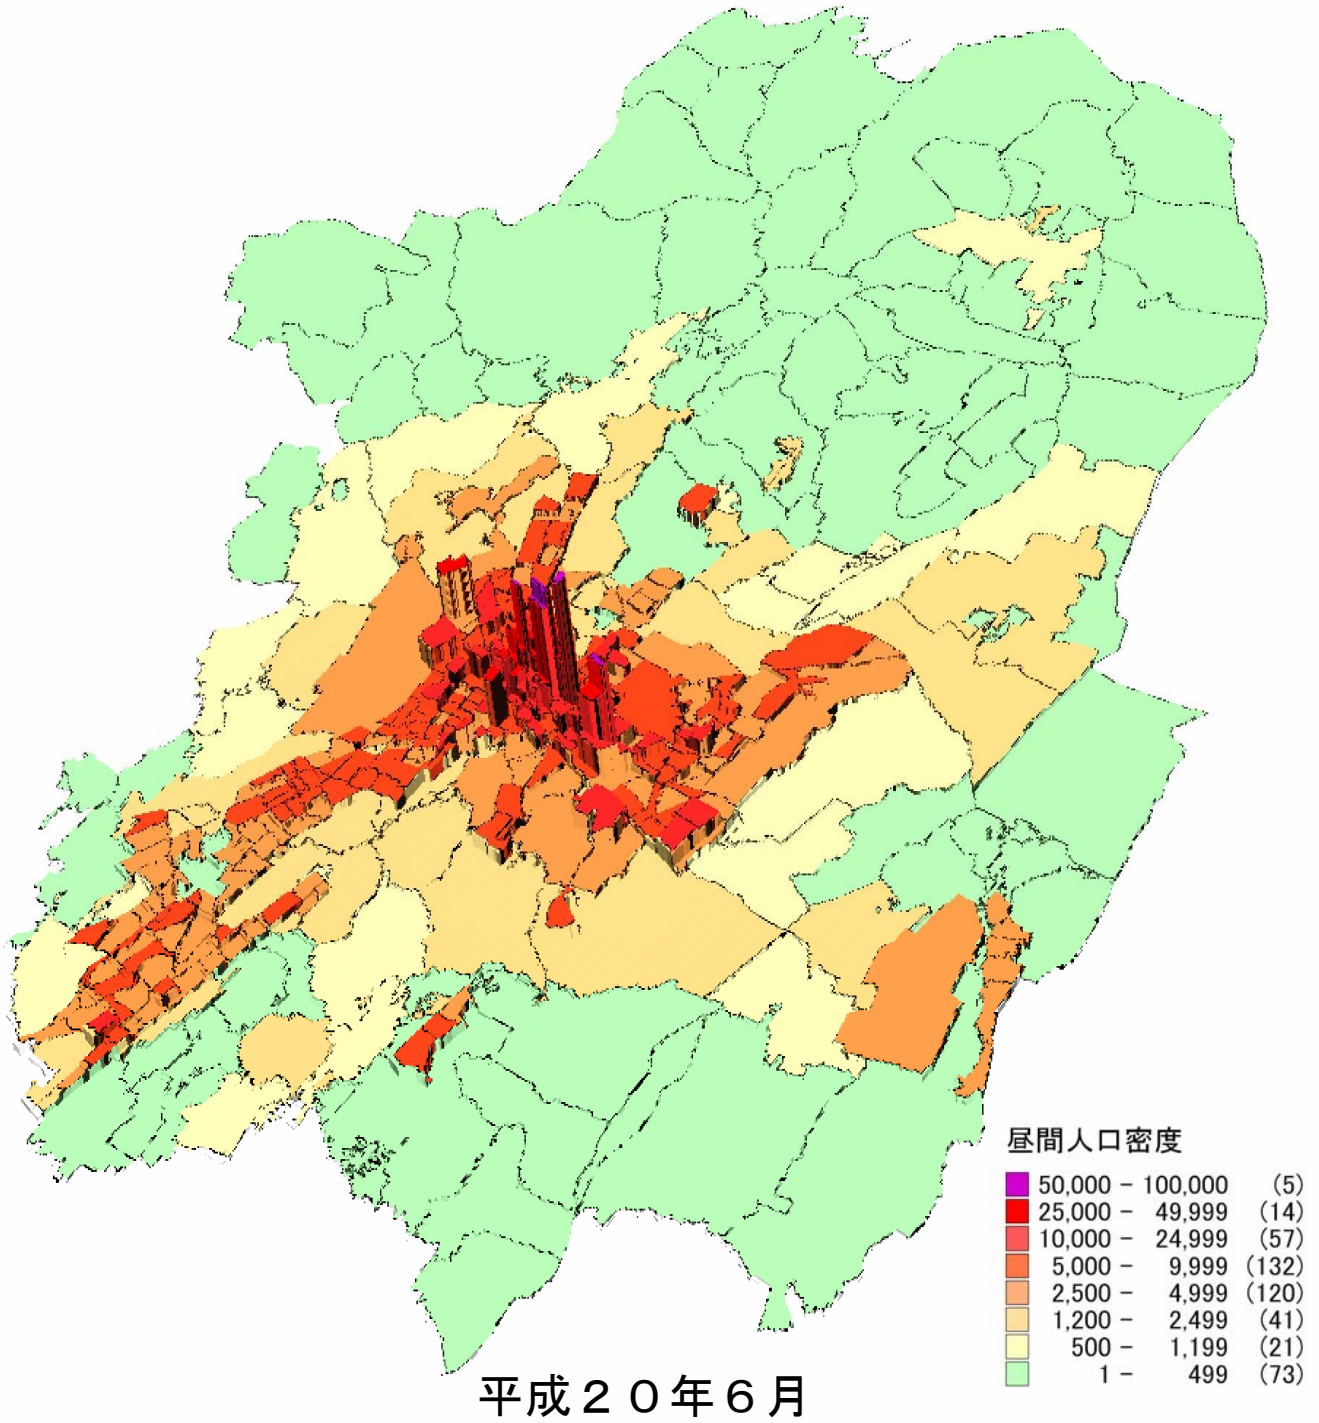 昼間人口密度
50,000 － 100,000 (5)
25,000 － 49,999 (14)
10,000 － 24,999 (57)
5,000 － 9,999 (132)
2,500 － 4,999 (120)
1,200 － 2,499 (41)
500 － 1,199 (21)
1 － 499 (73)
平成２０年６月